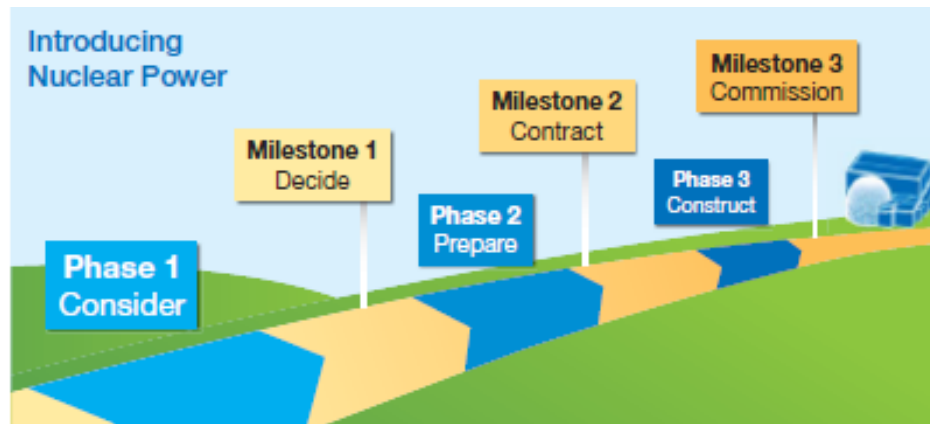 Introducing
Nuclear Power
Phase 1
Consider
Milestone 1
Decide
Phase 2
Prepare
Milestone 2
Contract
Phase 3
Construct
Milestone 3
Commission